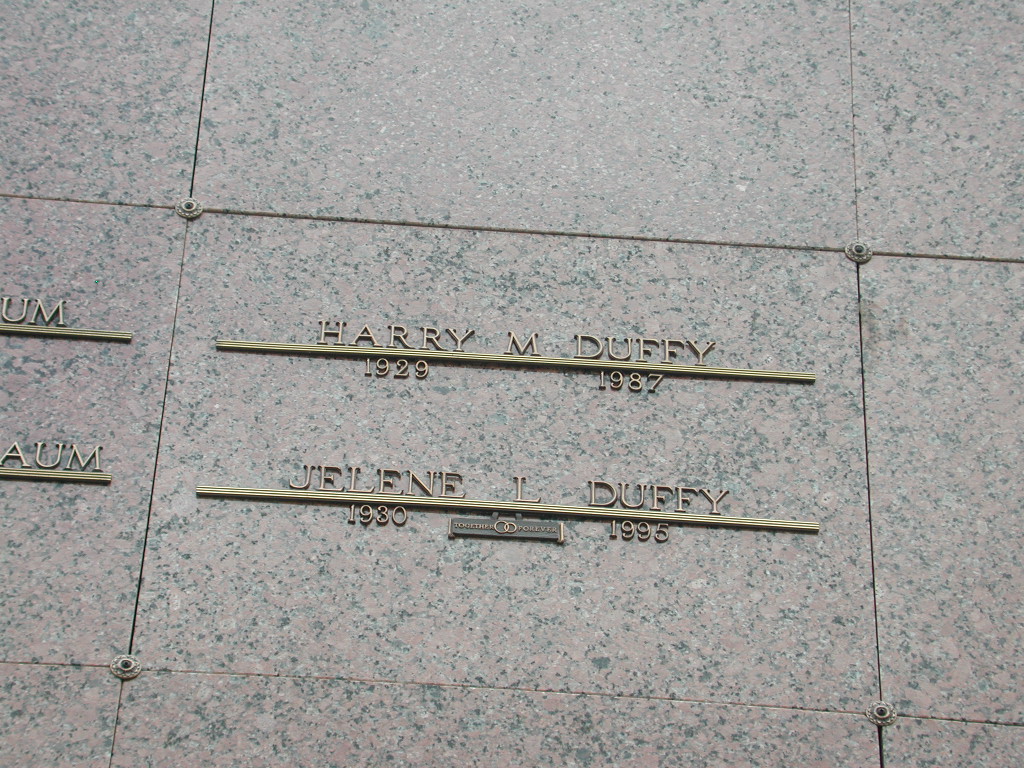 UM
HARRY M DUFFY
1929 1987
AUM
JELENE L DUFFY
1930 1995
TOGETHER FOREVER